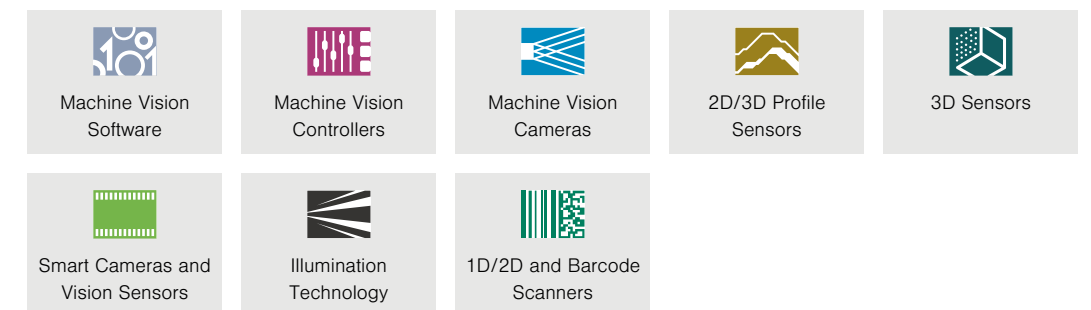 Machine Vision
Software
Machine Vision
Controllers
Machine Vision
Cameras
2D/3D Profile
Sensors
3D Sensors
Smart Cameras and
Vision Sensors
Illumination
Technology
1D/2D and Barcode
Scanners